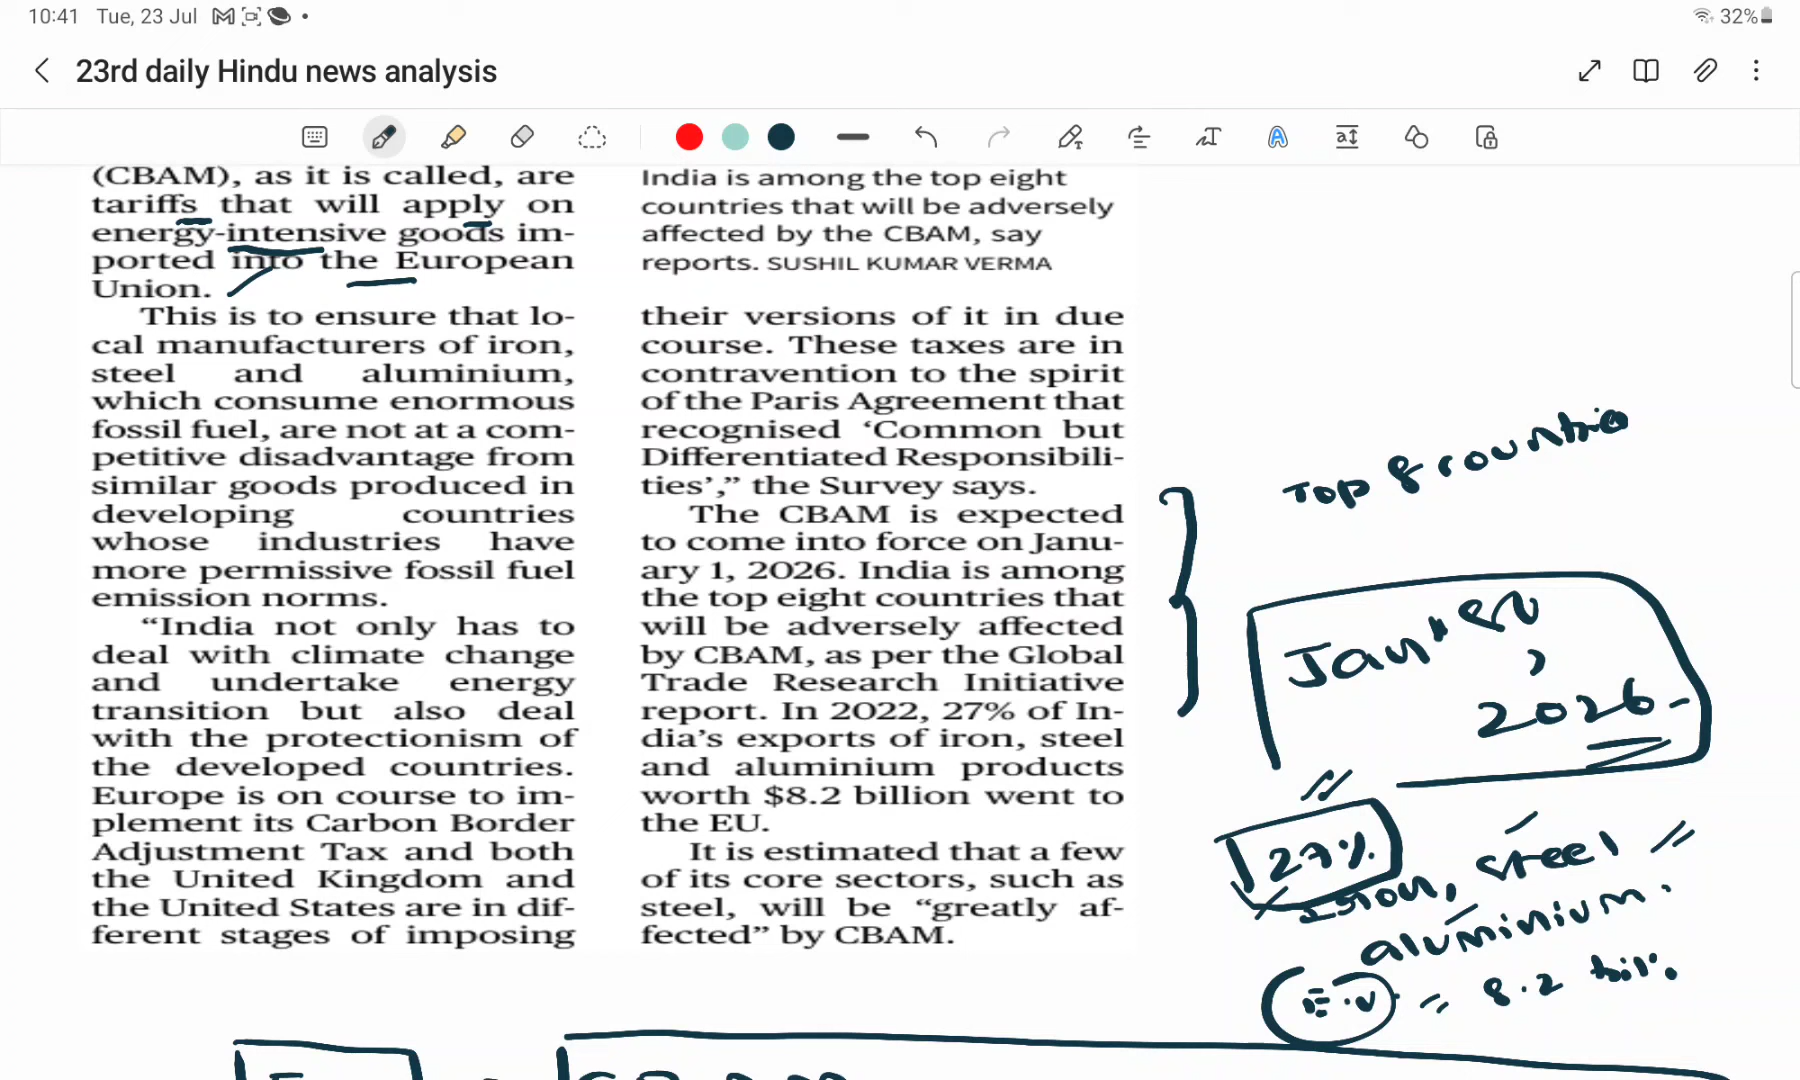 10:41 Tue, 23 Jul
32%
23rd daily Hindu news analysis
(CBAM), as it is called, are
tariffs that will apply on
energy-intensive goods im-
ported into the European
Union.
This is to ensure that lo-
cal manufacturers of iron,
steel and aluminium,
which consume enormous
fossil fuel, are not at a com-
petitive disadvantage from
similar goods produced in
developing countries
whose industries have
more permissive fossil fuel
emission norms.
“India not only has to
deal with climate change
and undertake energy
transition but also deal
with the protectionism of
the developed countries.
Europe is on course to im-
plement its Carbon Border
Adjustment Tax and both
the United Kingdom and
the United States are in dif-
ferent stages of imposing
India is among the top eight
countries that will be adversely
affected by the CBAM, say
reports. SUSHIL KUMAR VERMA
their versions of it in due
course. These taxes are in
contravention to the spirit
of the Paris Agreement that
recognised ‘Common but
Differentiated Responsibili-
ties’,” the Survey says.
The CBAM is expected
to come into force on Janu-
ary 1, 2026. India is among
the top eight countries that
will be adversely affected
by CBAM, as per the Global
Trade Research Initiative
report. In 2022, 27% of In-
dia’s exports of iron, steel
and aluminium products
worth $8.2 billion went to
the EU.
It is estimated that a few
of its core sectors, such as
steel, will be “greatly af-
fected” by CBAM.
Top 8 countries
2026
27%
iron, steel
aluminium.
E.U = 8.2 bil.